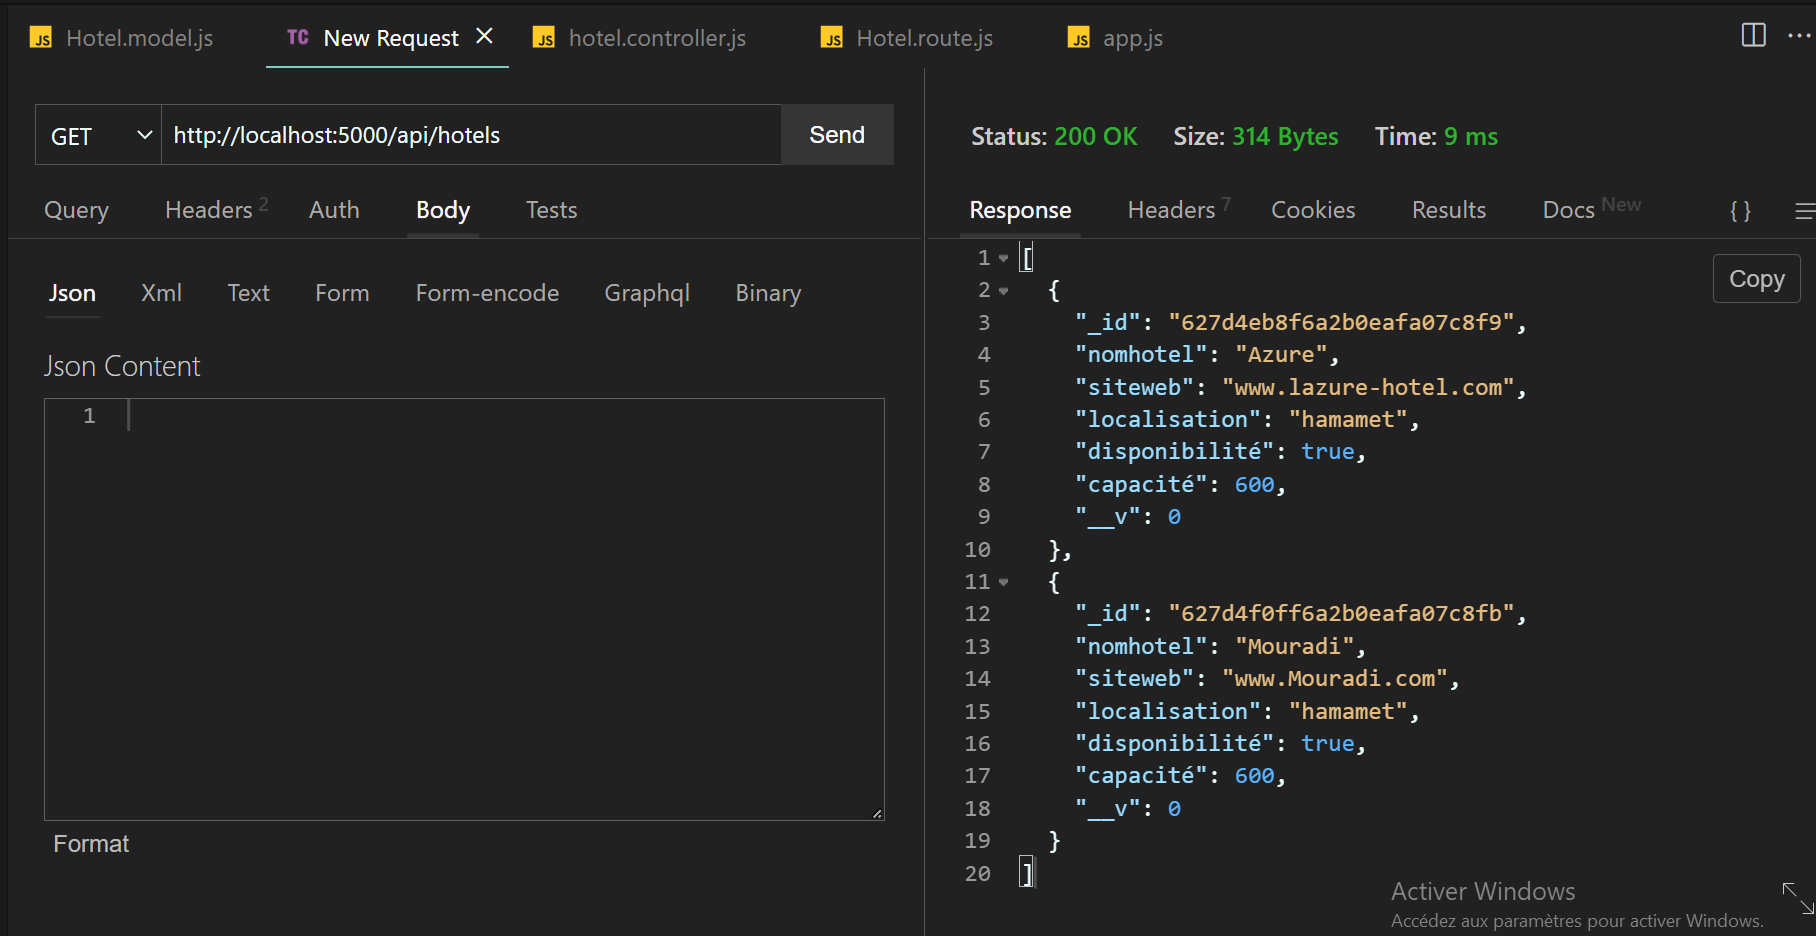 JS Hotel.model.js TC New Request JS hotel.controller.js JS Hotel.route.js JS app.js
GET http://localhost:5000/api/hotels Send
Query Headers 2 Auth Body Tests
Json Xml Text Form Form-encode Graphql Binary
Json Content
1
Format
Status: 200 OK Size: 314 Bytes Time: 9 ms
Response Headers 7 Cookies Results Docs New { }
Copy
1 [
2 {
3 "_id": "627d4eb8f6a2b0eafa07c8f9",
4 "nomhotel": "Azure",
5 "siteweb": "www.lazure-hotel.com",
6 "localisation": "hamamet",
7 "disponibilité": true,
8 "capacité": 600,
9 "__v": 0
10 },
11 {
12 "_id": "627d4f0ff6a2b0eafa07c8fb",
13 "nomhotel": "Mouradi",
14 "siteweb": "www.Mouradi.com",
15 "localisation": "hamamet",
16 "disponibilité": true,
17 "capacité": 600,
18 "__v": 0
19 }
20 ]
Activer Windows
Accédez aux paramètres pour activer Windows.